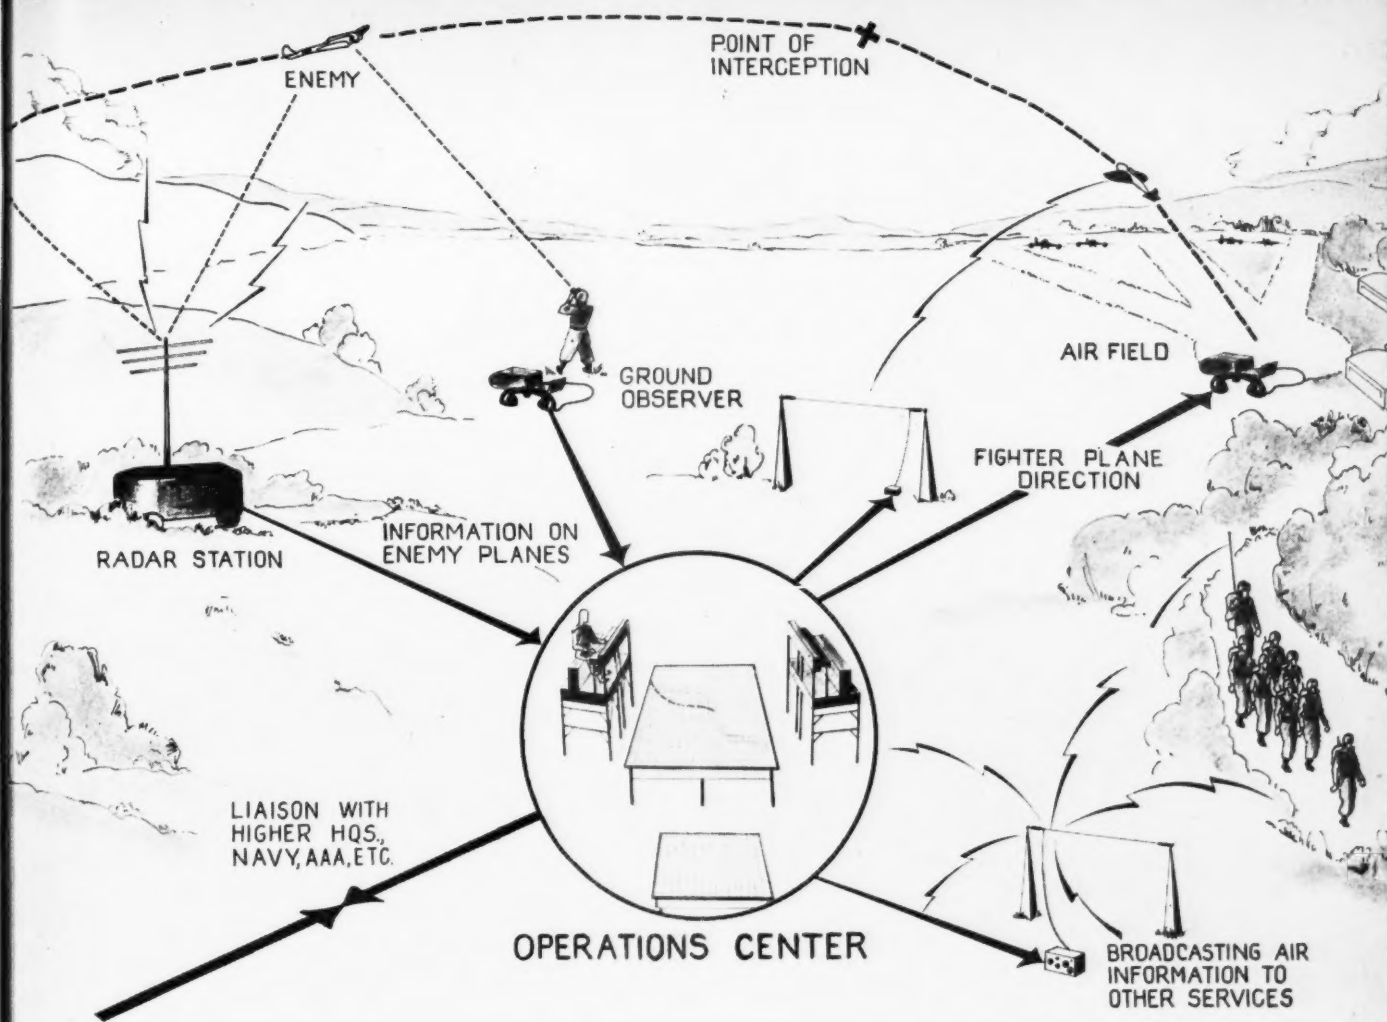 POINT OF
INTERCEPTION
ENEMY
AIR FIELD
GROUND
OBSERVER
FIGHTER PLANE
DIRECTION
INFORMATION ON
ENEMY PLANES
RADAR STATION
LIAISON WITH
HIGHER HQS.,
NAVY, AAA, ETC.
OPERATIONS CENTER
BROADCASTING AIR
INFORMATION TO
OTHER SERVICES